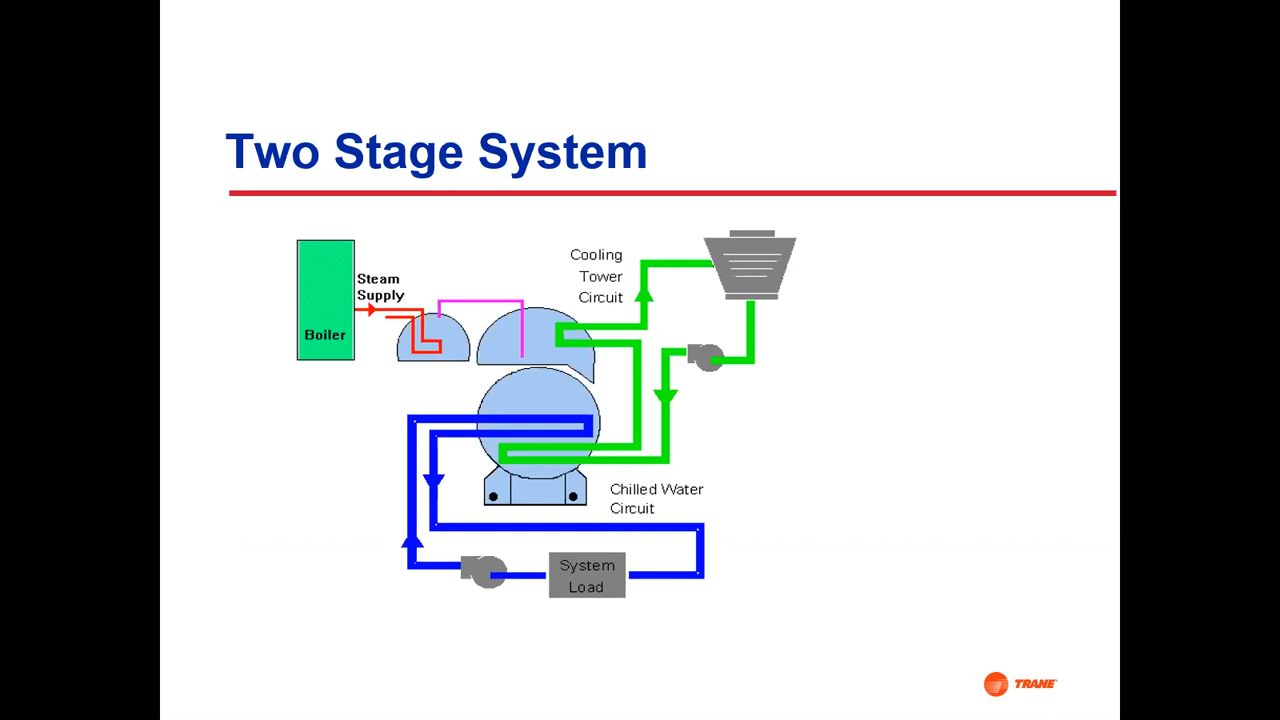 Two Stage System
Cooling
Tower
Circuit
Steam
Supply
Boiler
Chilled Water
Circuit
System
Load
TRANE